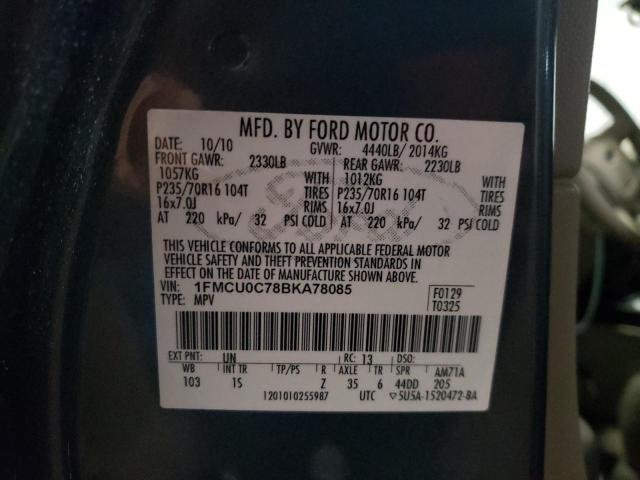 MFD. BY FORD MOTOR CO.
DATE: 10/10 GVWR: 4440LB/ 2014KG
FRONT GAWR: 2330LB REAR GAWR: 2230LB
1057KG WITH 1012KG WITH
P235/70R16 104T TIRES P235/70R16 104T TIRES
16x7.0J RIMS 16x7.0J RIMS
AT 220 kPa/ 32 PSI COLD AT 220 kPa/ 32 PSI COLD
THIS VEHICLE CONFORMS TO ALL APPLICABLE FEDERAL MOTOR
VEHICLE SAFETY AND THEFT PREVENTION STANDARDS IN
EFFECT ON THE DATE OF MANUFACTURE SHOWN ABOVE.
VIN: 1FMCU0C78BKA78085 F0129
TYPE: MPV T0325
EXT PNT: UN RC: 13 DSO:
WB INT TR TP/PS R AXLE TR SPR AM71A
103 1S Z 35 6 44DD 205
1201010255987 UTC ▽5U5A-1520472-BA